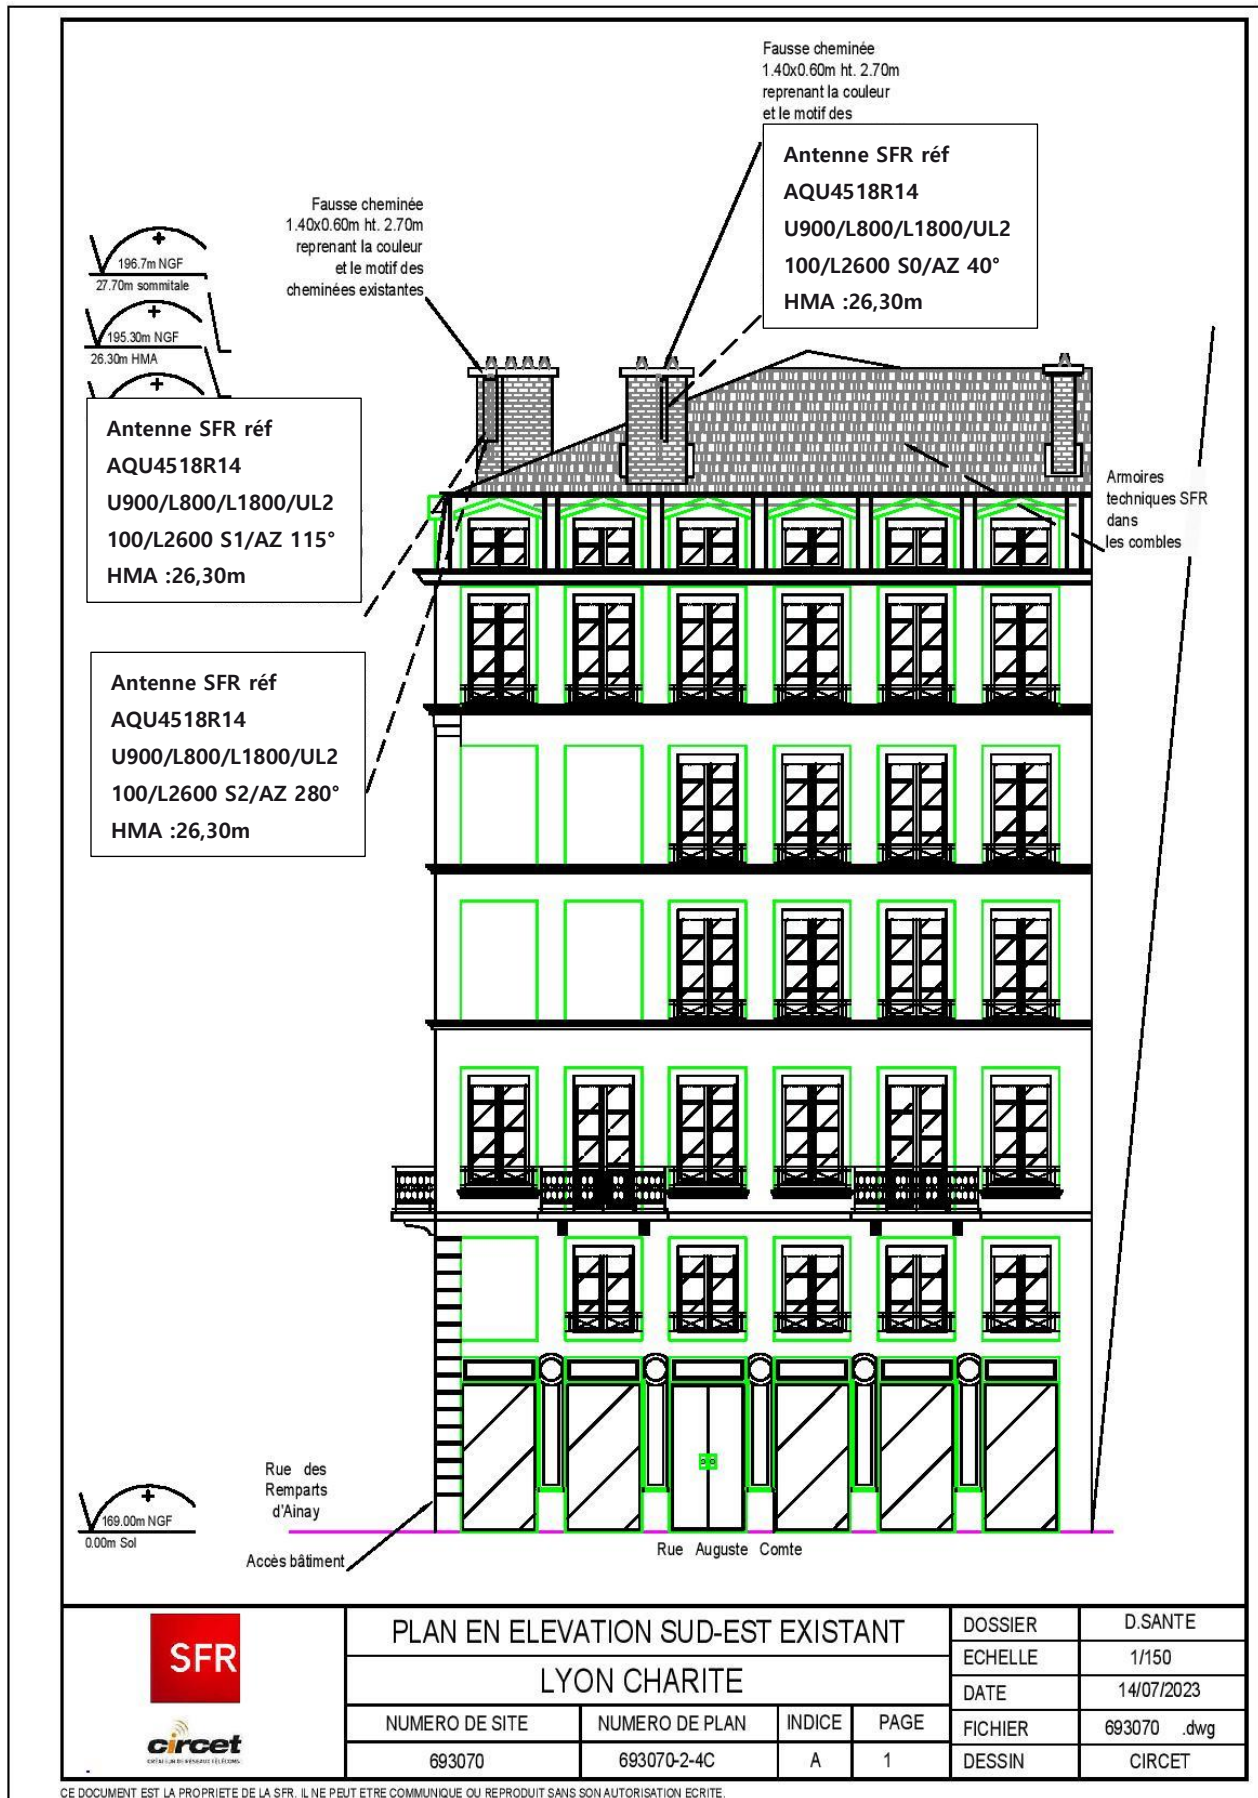 Fausse cheminée
1.40x0.60m ht. 2.70m
reprenant la couleur
et le motif des
Antenne SFR réf
AQU4518R14
U900/L800/L1800/UL2
100/L2600 S0/AZ 40°
HMA :26,30m
Fausse cheminée
1.40x0.60m ht. 2.70m
reprenant la couleur
et le motif des
cheminées existantes
196.7m NGF
27.70m sommitale
195.30m NGF
26.30m HMA
Antenne SFR réf
AQU4518R14
U900/L800/L1800/UL2
100/L2600 S1/AZ 115°
HMA :26,30m
Armoires
techniques SFR
dans
les combles
Antenne SFR réf
AQU4518R14
U900/L800/L1800/UL2
100/L2600 S2/AZ 280°
HMA :26,30m
Rue des
Remparts
d'Ainay
169.00m NGF
0.00m Sol
Accès bâtiment
Rue Auguste Comte
SFR
circet
CRÉATEUR DE RÉSEAUX TÉLÉCOMS
PLAN EN ELEVATION SUD-EST EXISTANT
LYON CHARITE
NUMERO DE SITE NUMERO DE PLAN INDICE PAGE
693070 693070-2-4C A 1
DOSSIER D.SANTE
ECHELLE 1/150
DATE 14/07/2023
FICHIER 693070 .dwg
DESSIN CIRCET
CE DOCUMENT EST LA PROPRIETE DE LA SFR. IL NE PEUT ETRE COMMUNIQUE OU REPRODUIT SANS SON AUTORISATION ECRITE.